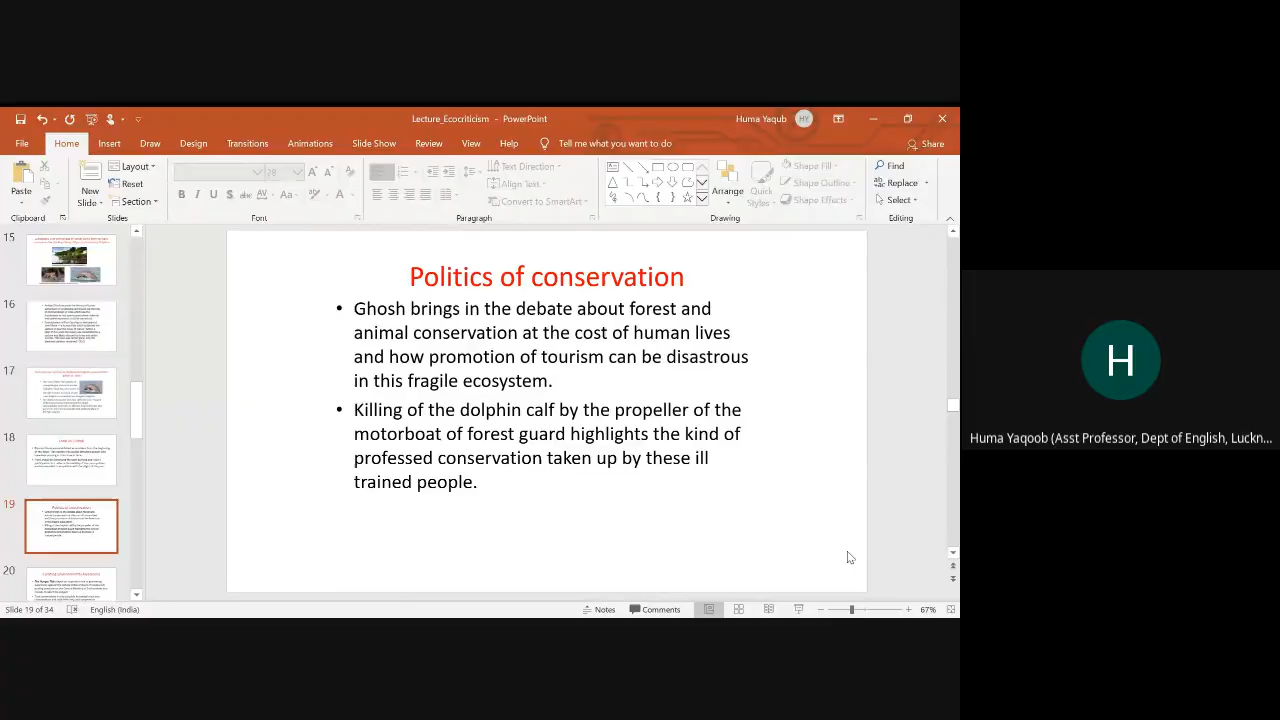 Lecture_Ecocriticism - PowerPoint
Huma Yaqub
HY
File Home Insert Draw Design Transitions Animations Slide Show Review View Help Tell me what you want to do Share
Paste
Clipboard
New Slide
Layout
Reset
Section
Slides
28
B I U S abc AV Aa A
Font
Text Direction
Align Text
Convert to SmartArt
Paragraph
Arrange
Quick Styles
Shape Fill
Shape Outline
Shape Effects
Drawing
Find
Replace
Select
Editing
15
16
17
18
19
20
Politics of conservation
• Ghosh brings in the debate about forest and
animal conservation at the cost of human lives
and how promotion of tourism can be disastrous
in this fragile ecosystem.
• Killing of the dolphin calf by the propeller of the
motorboat of forest guard highlights the kind of
professed conservation taken up by these ill
trained people.
Slide 19 of 34 English (India) Notes Comments 67%
H
Huma Yaqoob (Asst Professor, Dept of English, Luckn...